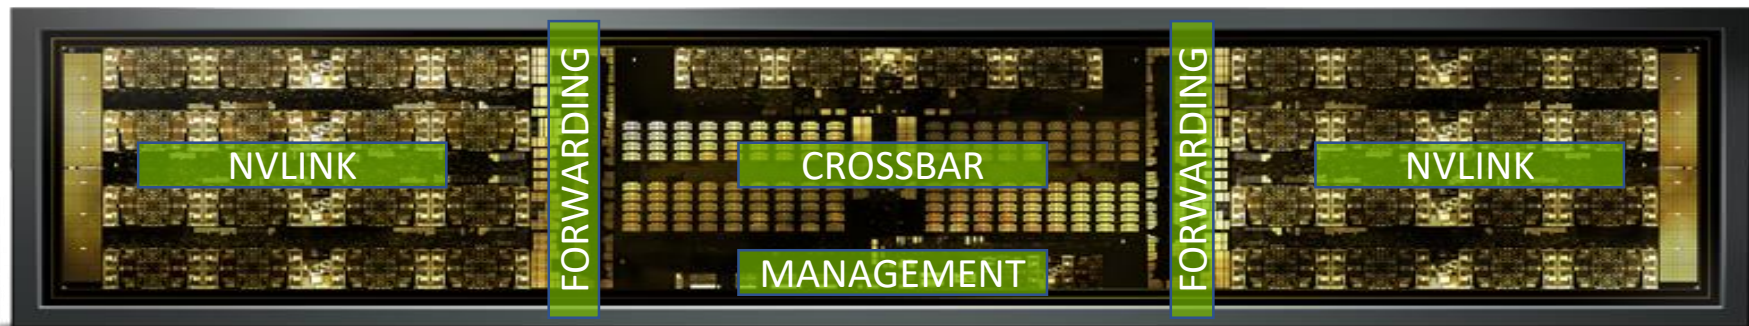 NVLINK
FORWARDING
CROSSBAR
MANAGEMENT
FORWARDING
NVLINK